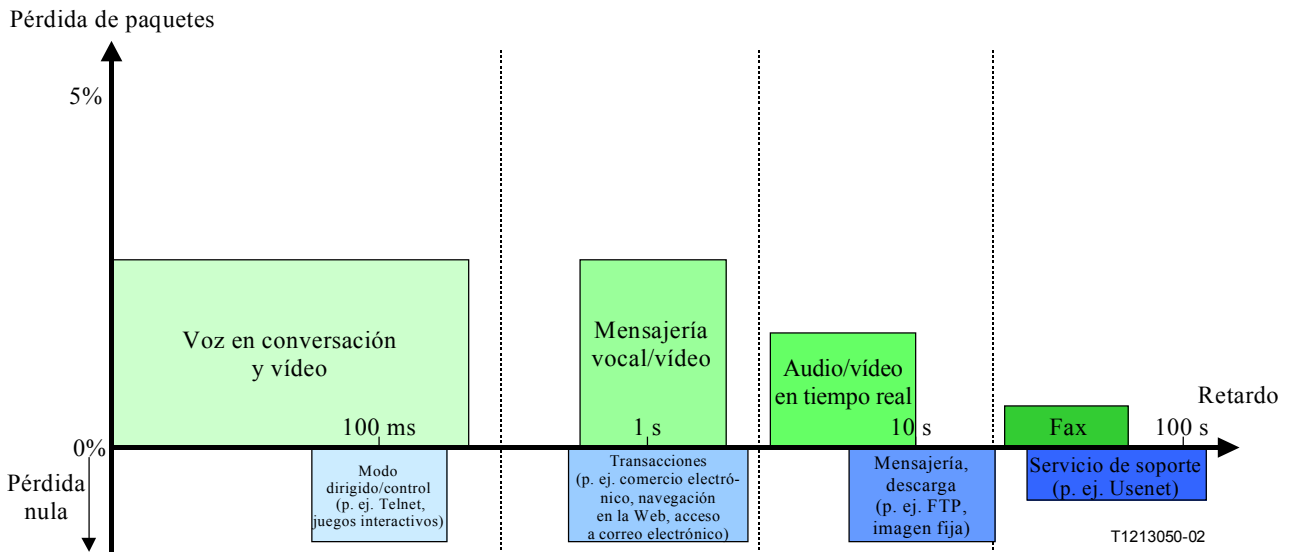 Pérdida de paquetes
5%
Voz en conversación
y vídeo
Mensajería
vocal/vídeo
Audio/vídeo
en tiempo real
Retardo
100 ms
1 s
10 s
Fax
100 s
0%
Pérdida
nula
Modo
dirigido/control
(p. ej. Telnet,
juegos interactivos)
Transacciones
(p. ej. comercio electró-
nico, navegación
en la Web, acceso
a correo electrónico)
Mensajería,
descarga
(p. ej. FTP,
imagen fija)
Servicio de soporte
(p. ej. Usenet)
T1213050-02